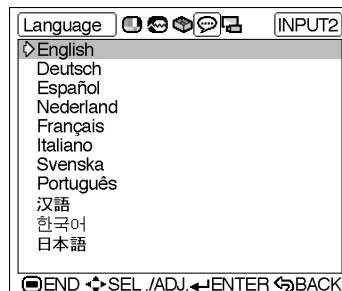 Language INPUT2
English
Deutsch
Español
Nederland
Français
Italiano
Svenska
Português
汉語
한국어
日本語
END SEL./ADJ. ENTER BACK